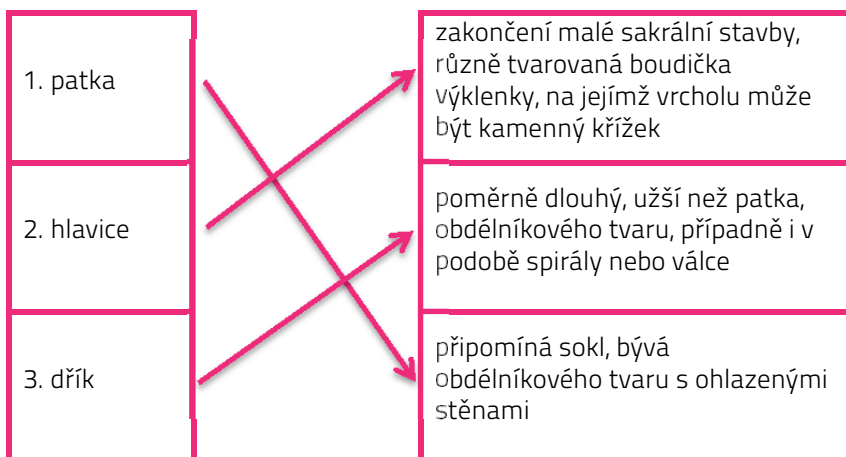 1. patka
zakončení malé sakrální stavby,
různě tvarovaná boudička
výklenky, na jejímž vrcholu může
být kamenný křížek
2. hlavice
poměrně dlouhý, užší než patka,
obdélníkového tvaru, případně i v
podobě spirály nebo válce
3. dřík
připomíná sokl, bývá
obdélníkového tvaru s ohlazenými
stěnami